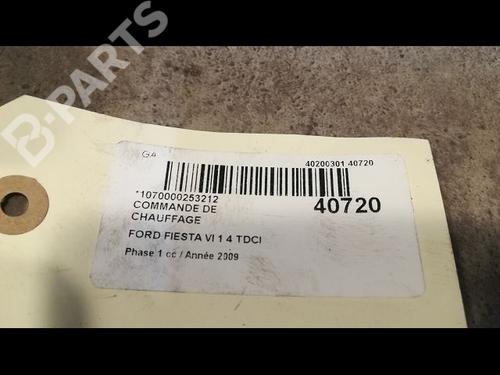 B-PARTS
GA
40200301 40720
*1070000253212
COMMANDE DE
CHAUFFAGE
40720
FORD FIESTA VI 1 4 TDCI
Phase 1 cc / Année 2009